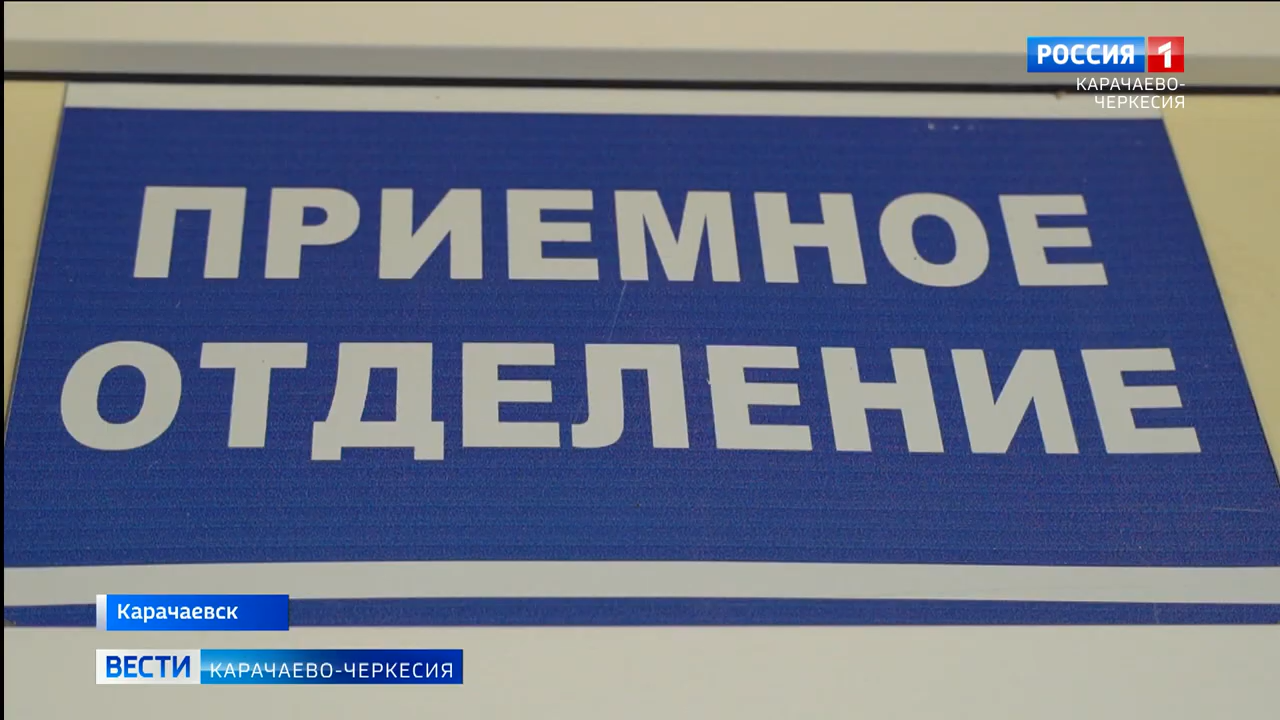 РОССИЯ 1
КАРАЧАЕВО-
ЧЕРКЕСИЯ
ПРИЕМНОЕ
ОТДЕЛЕНИЕ
Карачаевск
ВЕСТИ КАРАЧАЕВО-ЧЕРКЕСИЯ